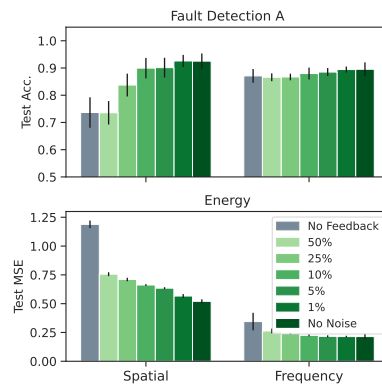 Fault Detection A
1.0
0.9
0.8
0.7
0.6
0.5
Test Acc.
Energy
1.25
1.00
0.75
0.50
0.25
0.00
Test MSE
No Feedback
50%
25%
10%
5%
1%
No Noise
Spatial
Frequency